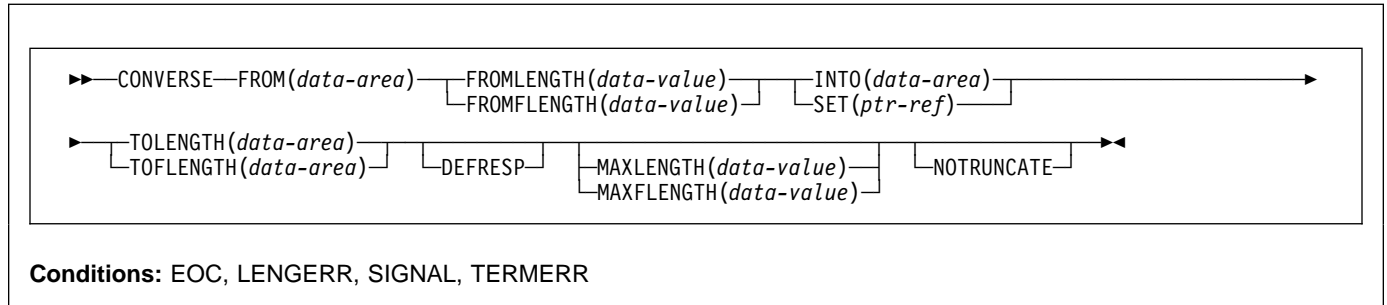 CONVERSE FROM(data-area) FROMLENGTH(data-value) INTO(data-area)
FROMFLENGTH(data-value) SET(ptr-ref)
TOLENGTH(data-area)
TOFLENGTH(data-area) DEFRESP MAXLENGTH(data-value) NOTRUNCATE
MAXFLENGTH(data-value)
Conditions: EOC, LENGERR, SIGNAL, TERMERR